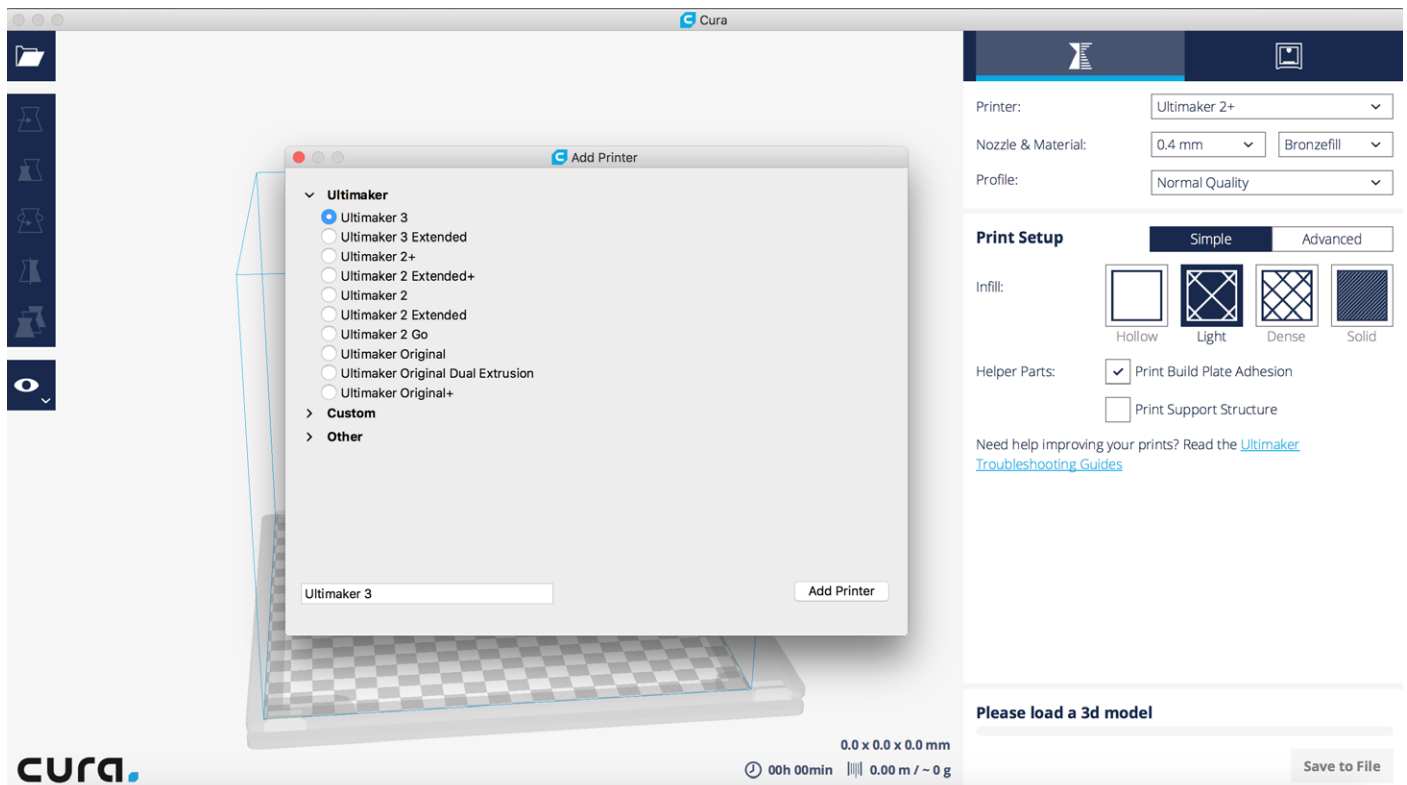 Cura
Printer:
Ultimaker 2+
Nozzle & Material:
0.4 mm
Bronzefill
Profile:
Normal Quality
Print Setup
Simple
Advanced
Infill:
Hollow
Light
Dense
Solid
Helper Parts:
Print Build Plate Adhesion
Print Support Structure
Need help improving your prints? Read the Ultimaker
Troubleshooting Guides
Add Printer
Ultimaker
Ultimaker 3
Ultimaker 3 Extended
Ultimaker 2+
Ultimaker 2 Extended+
Ultimaker 2
Ultimaker 2 Extended
Ultimaker 2 Go
Ultimaker Original
Ultimaker Original Dual Extrusion
Ultimaker Original+
Custom
Other
Ultimaker 3
Add Printer
Please load a 3d model
0.0 x 0.0 x 0.0 mm
00h 00min
0.00 m / ~ 0 g
Save to File
cura.